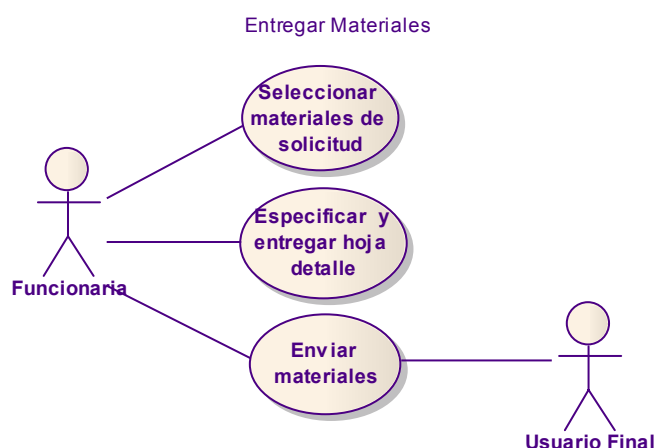 Entregar Materiales
Seleccionar
materiales de
solicitud
Especificar y
entregar hoja
detalle
Funcionaria
Enviar
materiales
Usuario Final